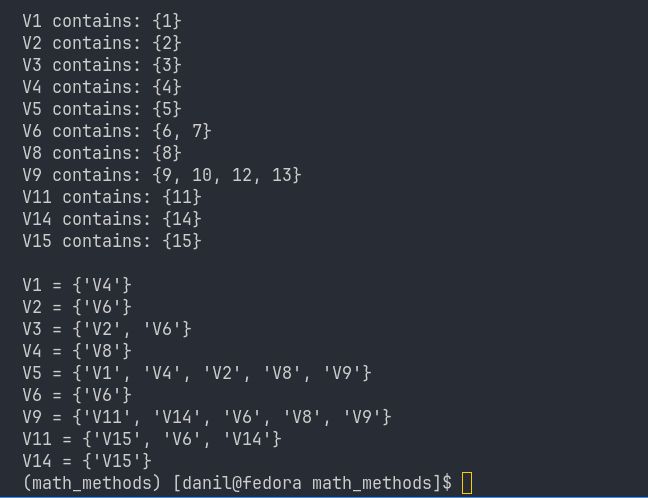 V1 contains: {1}
V2 contains: {2}
V3 contains: {3}
V4 contains: {4}
V5 contains: {5}
V6 contains: {6, 7}
V8 contains: {8}
V9 contains: {9, 10, 12, 13}
V11 contains: {11}
V14 contains: {14}
V15 contains: {15}

V1 = {'V4'}
V2 = {'V6'}
V3 = {'V2', 'V6'}
V4 = {'V8'}
V5 = {'V1', 'V4', 'V2', 'V8', 'V9'}
V6 = {'V6'}
V9 = {'V11', 'V14', 'V6', 'V8', 'V9'}
V11 = {'V15', 'V6', 'V14'}
V14 = {'V15'}
(math_methods) [danil@fedora math_methods]$